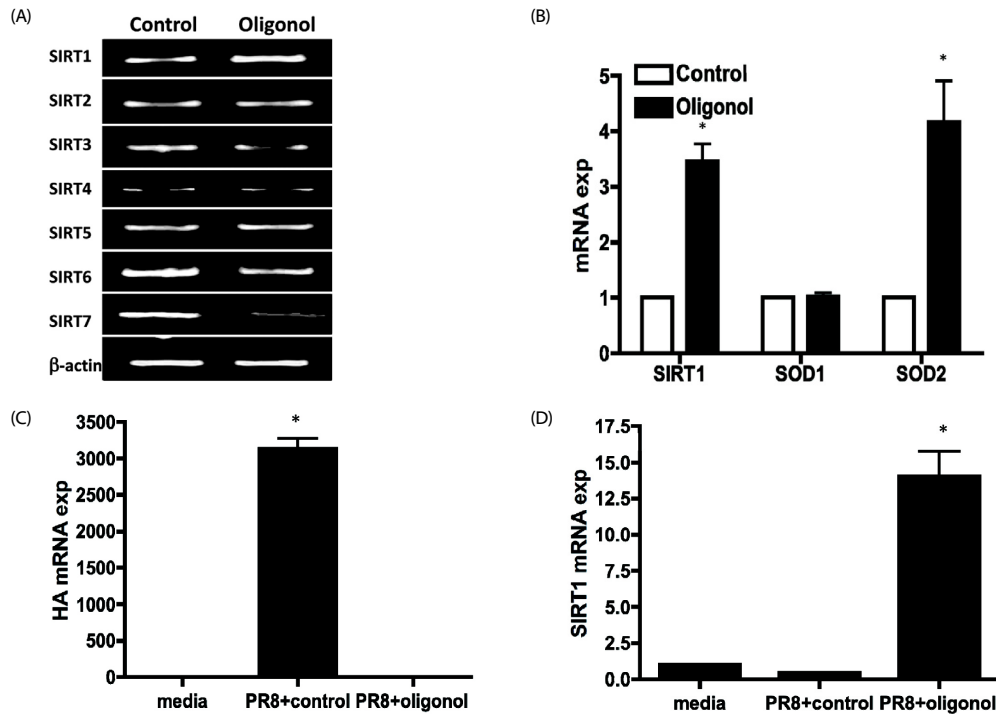 (A)
Control Oligonol
SIRT1
SIRT2
SIRT3
SIRT4
SIRT5
SIRT6
SIRT7
β-actin
(B)
Control
Oligonol
mRNA exp
5
4
3
2
1
0
*
*
SIRT1 SOD1 SOD2
(C)
HA mRNA exp
3500
3000
2500
2000
1500
1000
500
0
*
media PR8+control PR8+oligonol
(D)
SIRT1 mRNA exp
17.5
15.0
12.5
10.0
7.5
5.0
2.5
0.0
*
media PR8+control PR8+oligonol